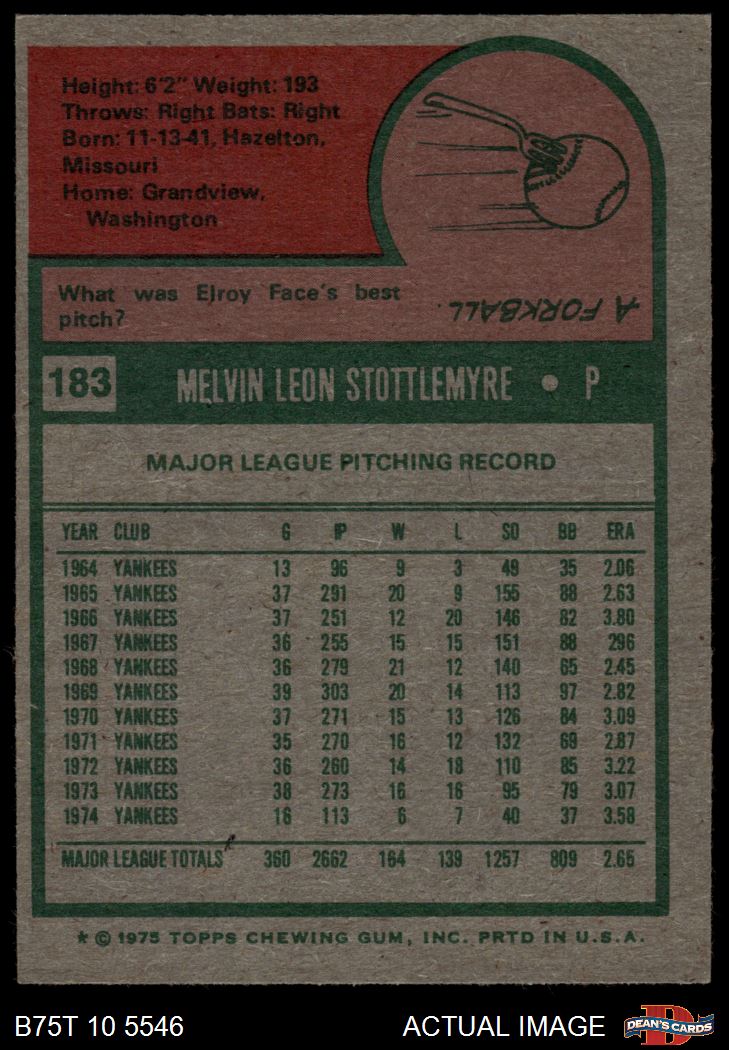 Height: 6'2" Weight: 193
Throws: Right Bats: Right
Born: 11-13-41, Hazelton,
Missouri
Home: Grandview,
Washington
What was Elroy Face's best
pitch?
A FORKBALL.
183 MELVIN LEON STOTTLEMYRE • P
MAJOR LEAGUE PITCHING RECORD
YEAR CLUB G IP W L SO BB ERA
1964 YANKEES 13 96 9 3 49 35 2.06
1965 YANKEES 37 291 20 9 155 88 2.63
1966 YANKEES 37 251 12 20 146 82 3.80
1967 YANKEES 36 255 15 15 151 88 296
1968 YANKEES 36 279 21 12 140 65 2.45
1969 YANKEES 39 303 20 14 113 97 2.82
1970 YANKEES 37 271 15 13 126 84 3.09
1971 YANKEES 35 270 16 12 132 69 2.87
1972 YANKEES 36 260 14 18 110 85 3.22
1973 YANKEES 38 273 16 16 95 79 3.07
1974 YANKEES 16 113 6 7 40 37 3.58
MAJOR LEAGUE TOTALS 360 2662 164 139 1257 809 2.65
* © 1975 TOPPS CHEWING GUM, INC. PRTD IN U.S.A.
B75T 10 5546 ACTUAL IMAGE DEAN'S CARDS